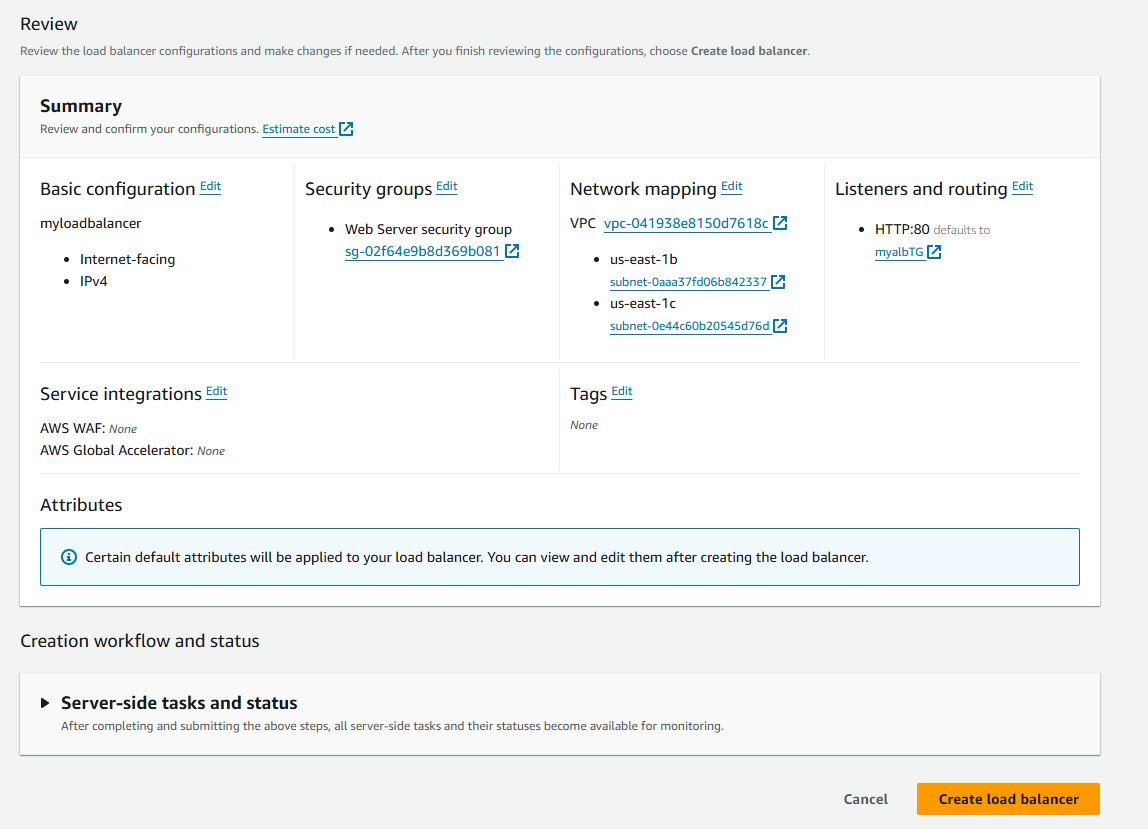 Review
Review the load balancer configurations and make changes if needed. After you finish reviewing the configurations, choose Create load balancer.
Summary
Review and confirm your configurations. Estimate cost
Basic configuration Edit
myloadbalancer
Internet-facing
IPv4
Security groups Edit
Web Server security group
sg-02f64e9b8d369b081
Network mapping Edit
VPC vpc-041938e8150d7618c
us-east-1b
subnet-0aaa37fd06b842337
us-east-1c
subnet-0e44c60b20545d76d
Listeners and routing Edit
HTTP:80 defaults to
myalbTG
Service integrations Edit
AWS WAF: None
AWS Global Accelerator: None
Tags Edit
None
Attributes
Certain default attributes will be applied to your load balancer. You can view and edit them after creating the load balancer.
Creation workflow and status
Server-side tasks and status
After completing and submitting the above steps, all server-side tasks and their statuses become available for monitoring.
Cancel
Create load balancer